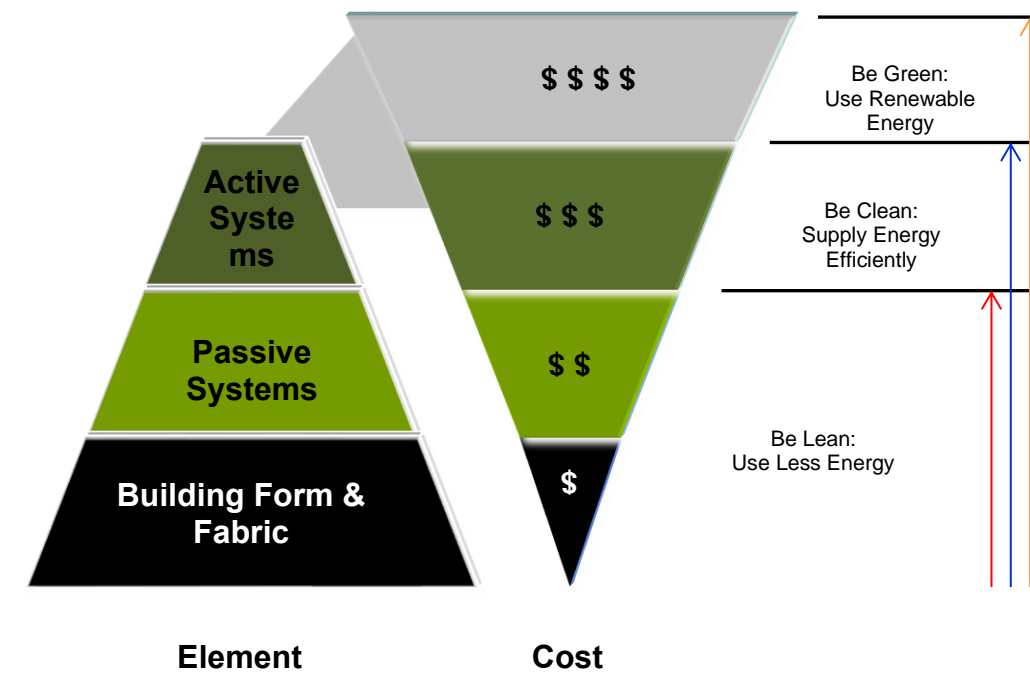 $ $ $ $
Be Green:
Use Renewable
Energy
Active
Syste
ms
$ $ $
Be Clean:
Supply Energy
Efficiently
Passive
Systems
$ $
Be Lean:
Use Less Energy
Building Form &
Fabric
$
Element
Cost